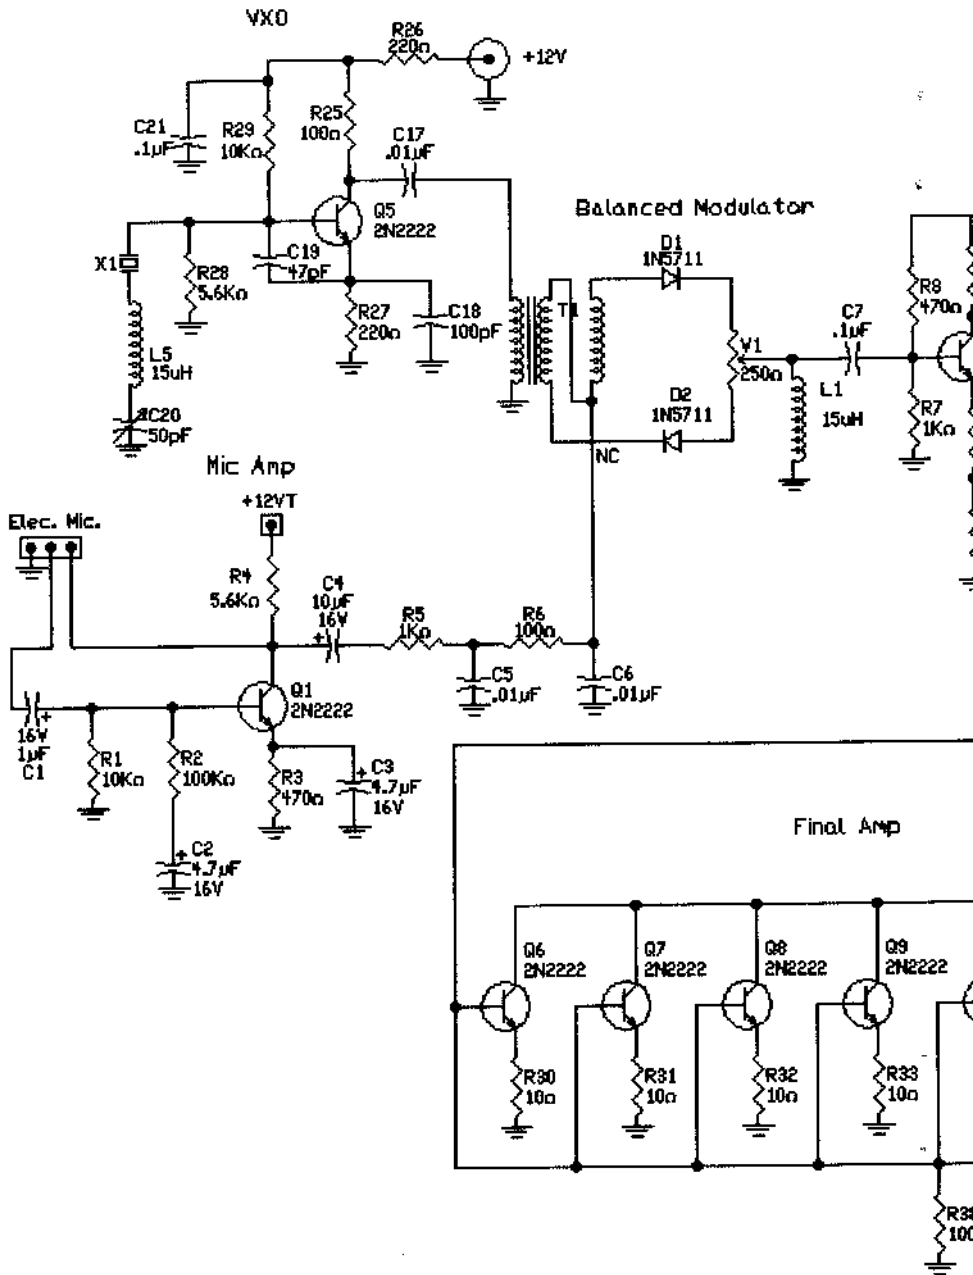 VXO
R26
220Ω
+12V
C21
.1µF
R29
10KΩ
R25
100Ω
C17
.01µF
Q5
2N2222
Balanced Modulator
D1
1N5711
X1
R28
5.6KΩ
C19
47pF
R27
220Ω
C18
100pF
T1
V1
250Ω
C7
.1µF
R8
470Ω
L5
15uH
C20
50pF
D2
1N5711
L1
15uH
R7
1KΩ
NC
Mic Amp
+12VT
Elec. Mic.
R4
5.6KΩ
C4
10µF
16V
R5
1KΩ
R6
100Ω
C5
.01µF
C6
.01µF
Q1
2N2222
+
16V
1µF
C1
R1
10KΩ
R2
100KΩ
R3
470Ω
+ C3
4.7µF
16V
+ C2
4.7µF
16V
Final Amp
Q6
2N2222
Q7
2N2222
Q8
2N2222
Q9
2N2222
R30
10Ω
R31
10Ω
R32
10Ω
R33
10Ω